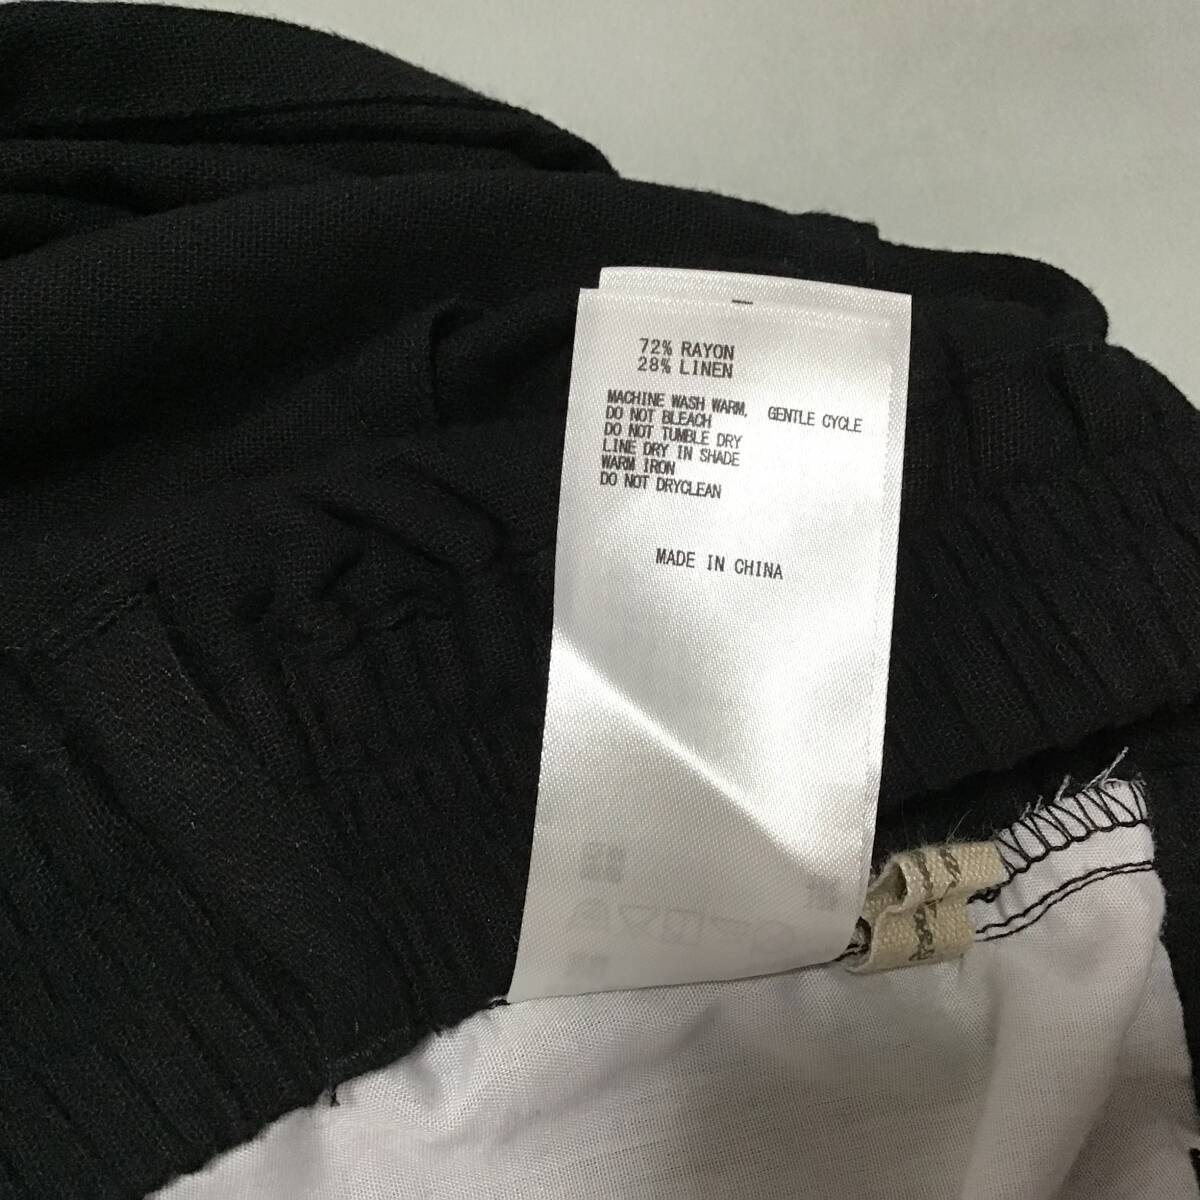 72% RAYON
28% LINEN
MACHINE WASH WARM, GENTLE CYCLE
DO NOT BLEACH
DO NOT TUMBLE DRY
LINE DRY IN SHADE
WARM IRON
DO NOT DRYCLEAN
MADE IN CHINA